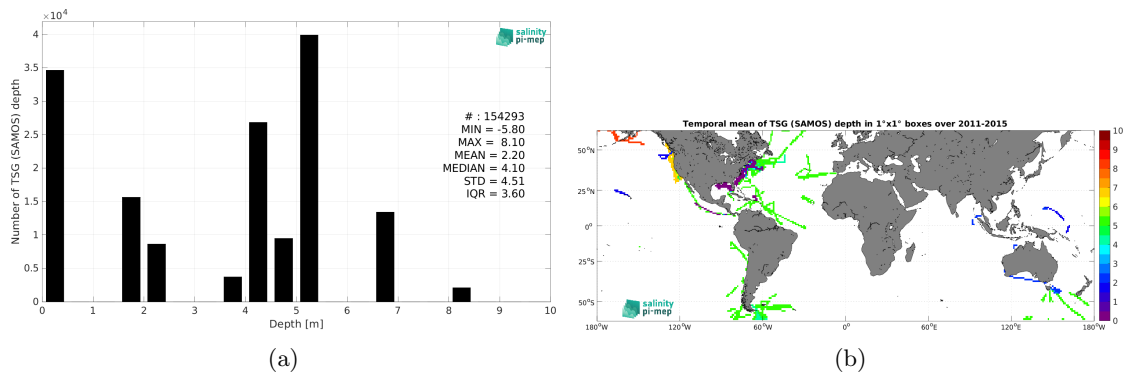 ×10⁴
4
3.5
3
2.5
2
1.5
1
0.5
0
Number of TSG (SAMOS) depth
0 1 2 3 4 5 6 7 8 9 10
Depth [m]
salinity
pi-mep
# : 154293
MIN = -5.80
MAX = 8.10
MEAN = 2.20
MEDIAN = 4.10
STD = 4.51
IQR = 3.60
(a)
Temporal mean of TSG (SAMOS) depth in 1°x1° boxes over 2011-2015
50°N
25°N
0°
25°S
50°S
180°W 120°W 60°W 0° 60°E 120°E 180°E
salinity
pi-mep
10
9
8
7
6
5
4
3
2
1
0
(b)